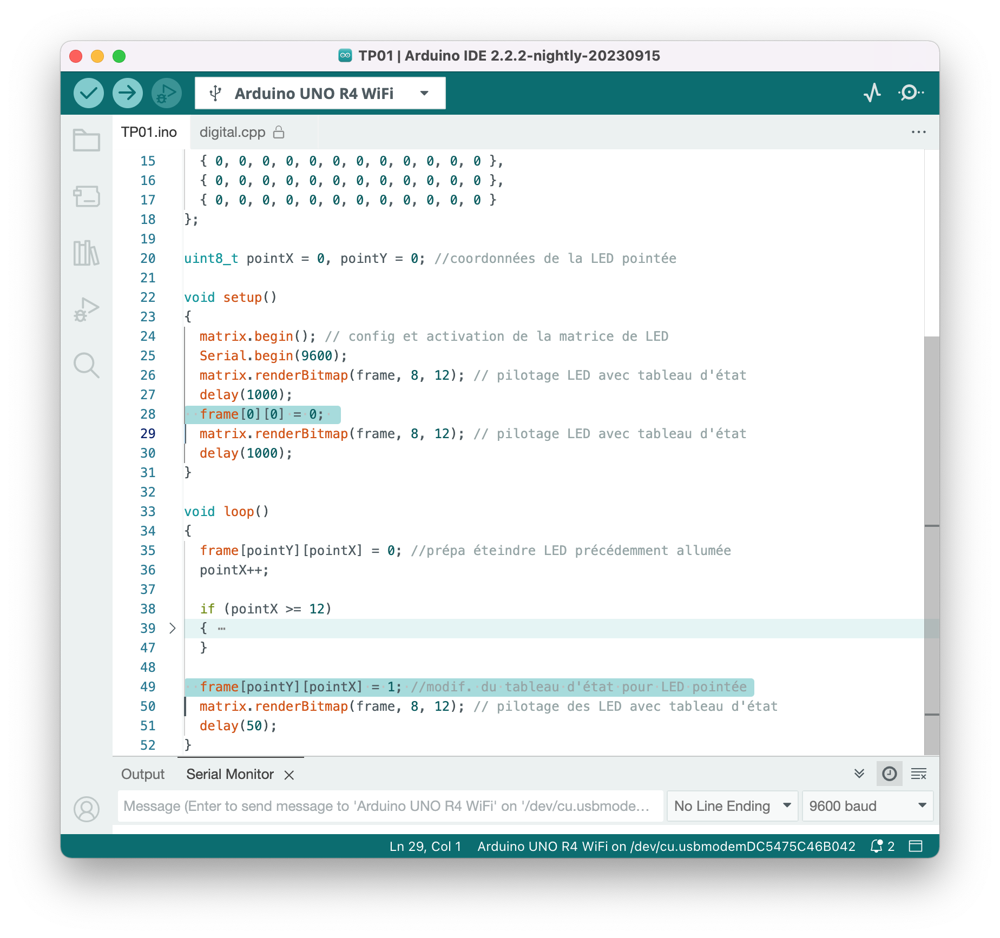 TP01 | Arduino IDE 2.2.2-nightly-20230915
Arduino UNO R4 WiFi
TP01.ino
digital.cpp
15 { 0, 0, 0, 0, 0, 0, 0, 0, 0, 0, 0, 0 },
16 { 0, 0, 0, 0, 0, 0, 0, 0, 0, 0, 0, 0 },
17 { 0, 0, 0, 0, 0, 0, 0, 0, 0, 0, 0, 0 }
18 };
19
20 uint8_t pointX = 0, pointY = 0; //coordonnées de la LED pointée
21
22 void setup()
23 {
24 matrix.begin(); // config et activation de la matrice de LED
25 Serial.begin(9600);
26 matrix.renderBitmap(frame, 8, 12); // pilotage LED avec tableau d'état
27 delay(1000);
28 frame[0][0] = 0;
29 matrix.renderBitmap(frame, 8, 12); // pilotage LED avec tableau d'état
30 delay(1000);
31 }
32
33 void loop()
34 {
35 frame[pointY][pointX] = 0; //prépa éteindre LED précédemment allumée
36 pointX++;
37
38 if (pointX >= 12)
39 { …
47 }
48
49 frame[pointY][pointX] = 1; //modif. du tableau d'état pour LED pointée
50 matrix.renderBitmap(frame, 8, 12); // pilotage des LED avec tableau d'état
51 delay(50);
52 }
Output
Serial Monitor
Message (Enter to send message to 'Arduino UNO R4 WiFi' on '/dev/cu.usbmode...
No Line Ending
9600 baud
Ln 29, Col 1
Arduino UNO R4 WiFi on /dev/cu.usbmodemDC5475C46B042
2